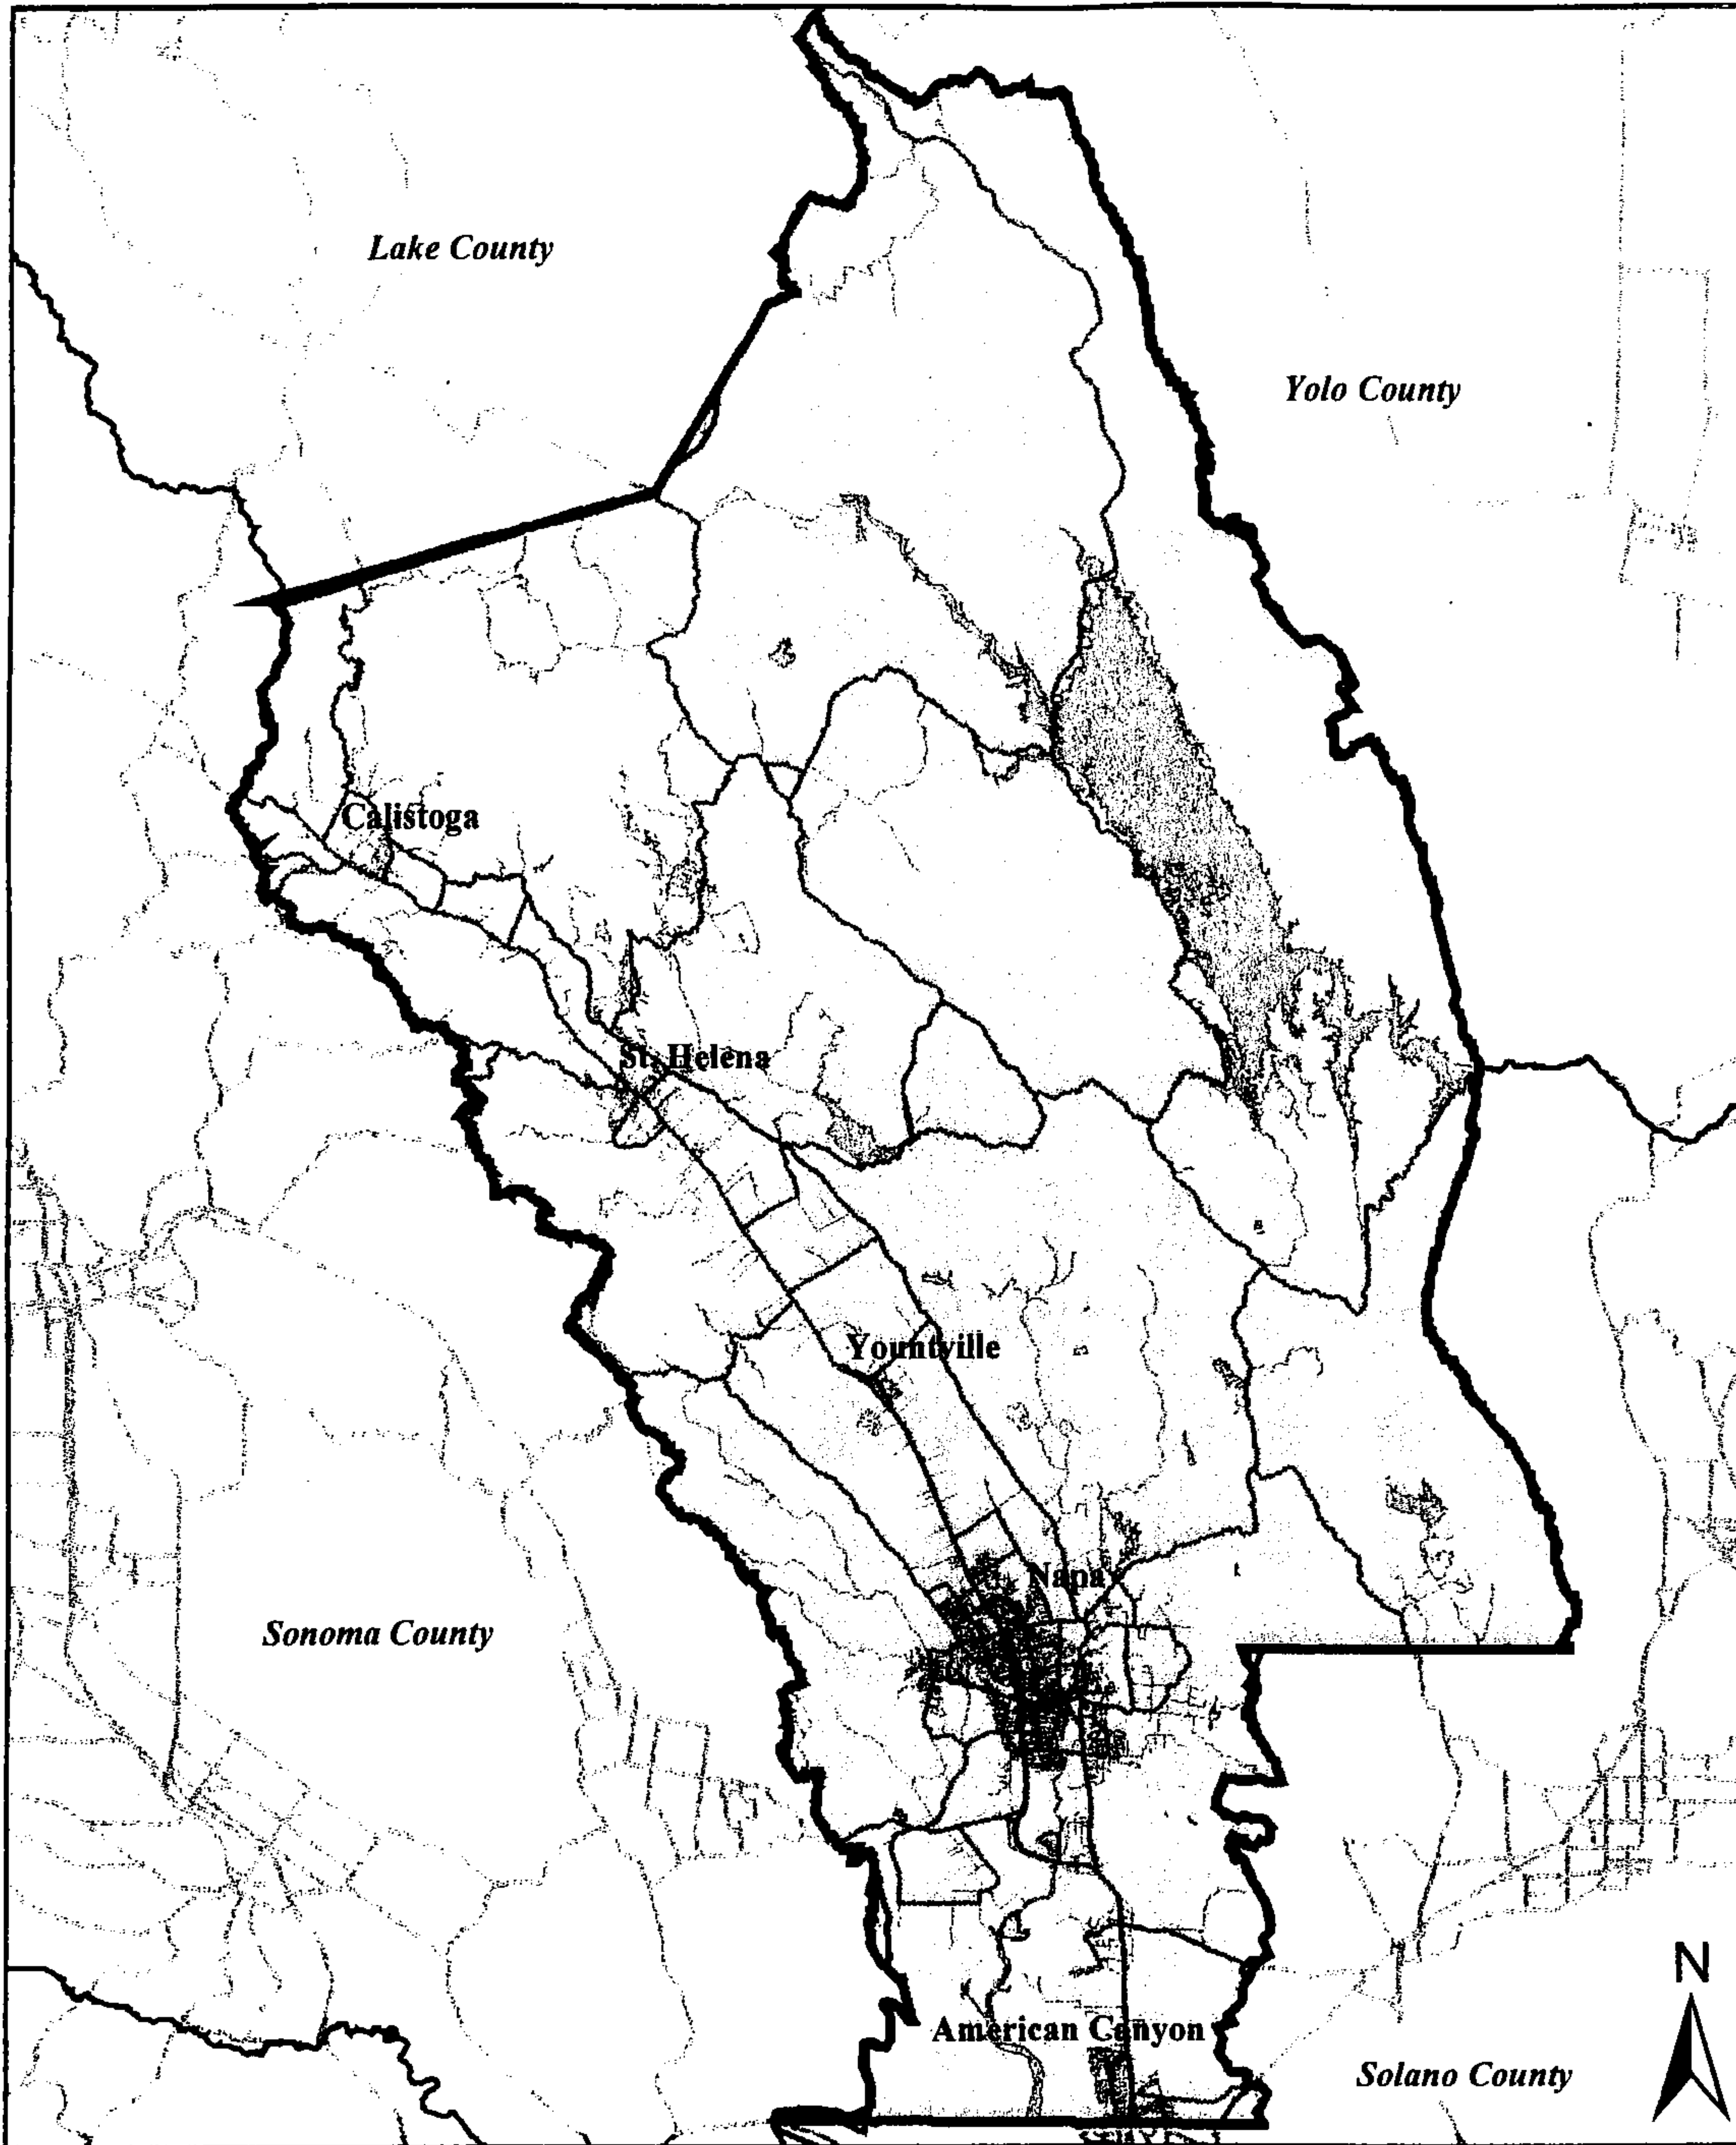 Lake County
Yolo County
Calistoga
St. Helena
Yountville
Napa
Sonoma County
N
American Canyon
Solano County